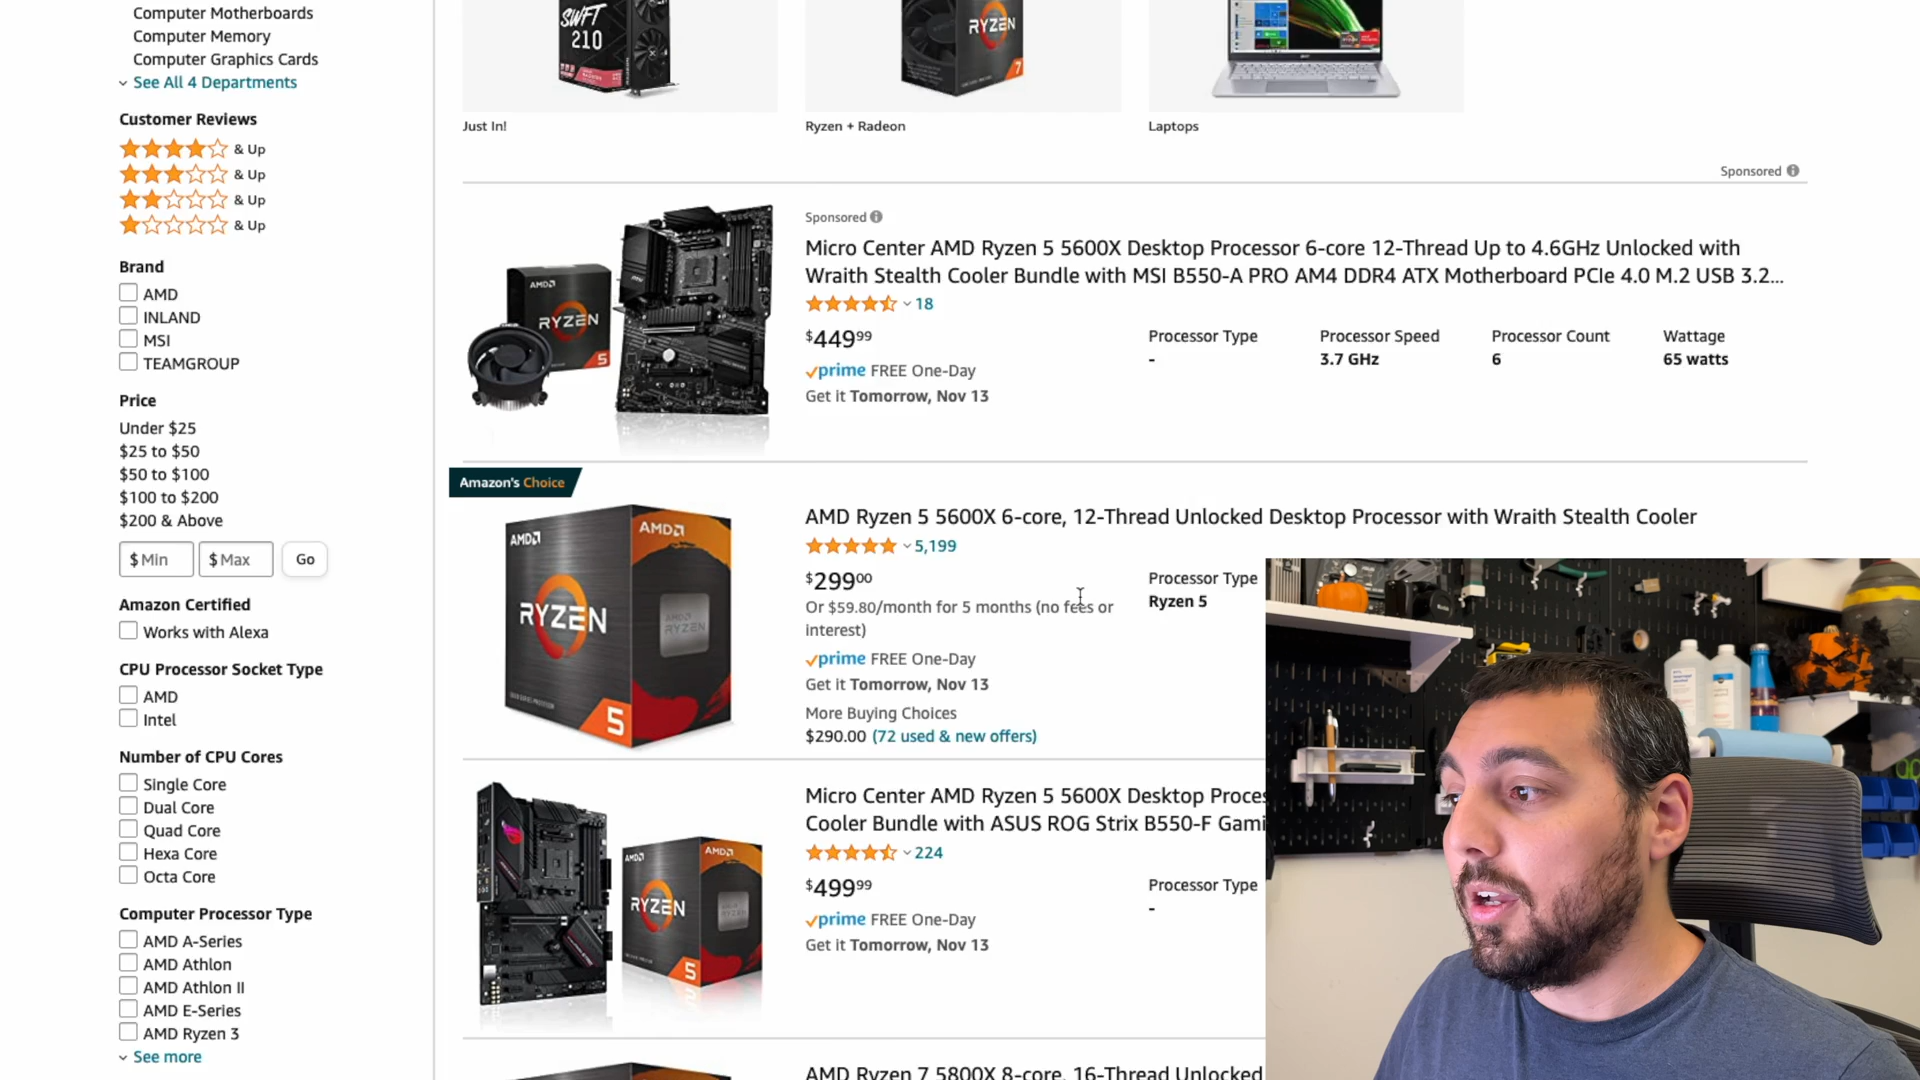 Computer Motherboards
Computer Memory
Computer Graphics Cards
See All 4 Departments
Customer Reviews
& Up
& Up
& Up
& Up
Brand
AMD
INLAND
MSI
TEAMGROUP
Price
Under $25
$25 to $50
$50 to $100
$100 to $200
$200 & Above
$ Min
$ Max
Go
Amazon Certified
Works with Alexa
CPU Processor Socket Type
AMD
Intel
Number of CPU Cores
Single Core
Dual Core
Quad Core
Hexa Core
Octa Core
Computer Processor Type
AMD A-Series
AMD Athlon
AMD Athlon II
AMD E-Series
AMD Ryzen 3
See more
SWFT
210
RYZEN
7
Just In!
Ryzen + Radeon
Laptops
Sponsored
Sponsored
AMD
RYZEN
5
Micro Center AMD Ryzen 5 5600X Desktop Processor 6-core 12-Thread Up to 4.6GHz Unlocked with
Wraith Stealth Cooler Bundle with MSI B550-A PRO AM4 DDR4 ATX Motherboard PCIe 4.0 M.2 USB 3.2...
18
$449 99
prime FREE One-Day
Get it Tomorrow, Nov 13
Processor Type
-
Processor Speed
3.7 GHz
Processor Count
6
Wattage
65 watts
Amazon's Choice
AMD
AMD
RYZEN
AMD
RYZEN
5
AMD Ryzen 5 5600X 6-core, 12-Thread Unlocked Desktop Processor with Wraith Stealth Cooler
5,199
$299 00
Or $59.80/month for 5 months (no fees or
interest)
prime FREE One-Day
Get it Tomorrow, Nov 13
More Buying Choices
$290.00 (72 used & new offers)
Processor Type
Ryzen 5
AMD
AMD
RYZEN
5
Micro Center AMD Ryzen 5 5600X Desktop Proces
Cooler Bundle with ASUS ROG Strix B550-F Gami
224
$499 99
prime FREE One-Day
Get it Tomorrow, Nov 13
Processor Type
-
AMD Ryzen 7 5800X 8-core, 16-Thread Unlocked